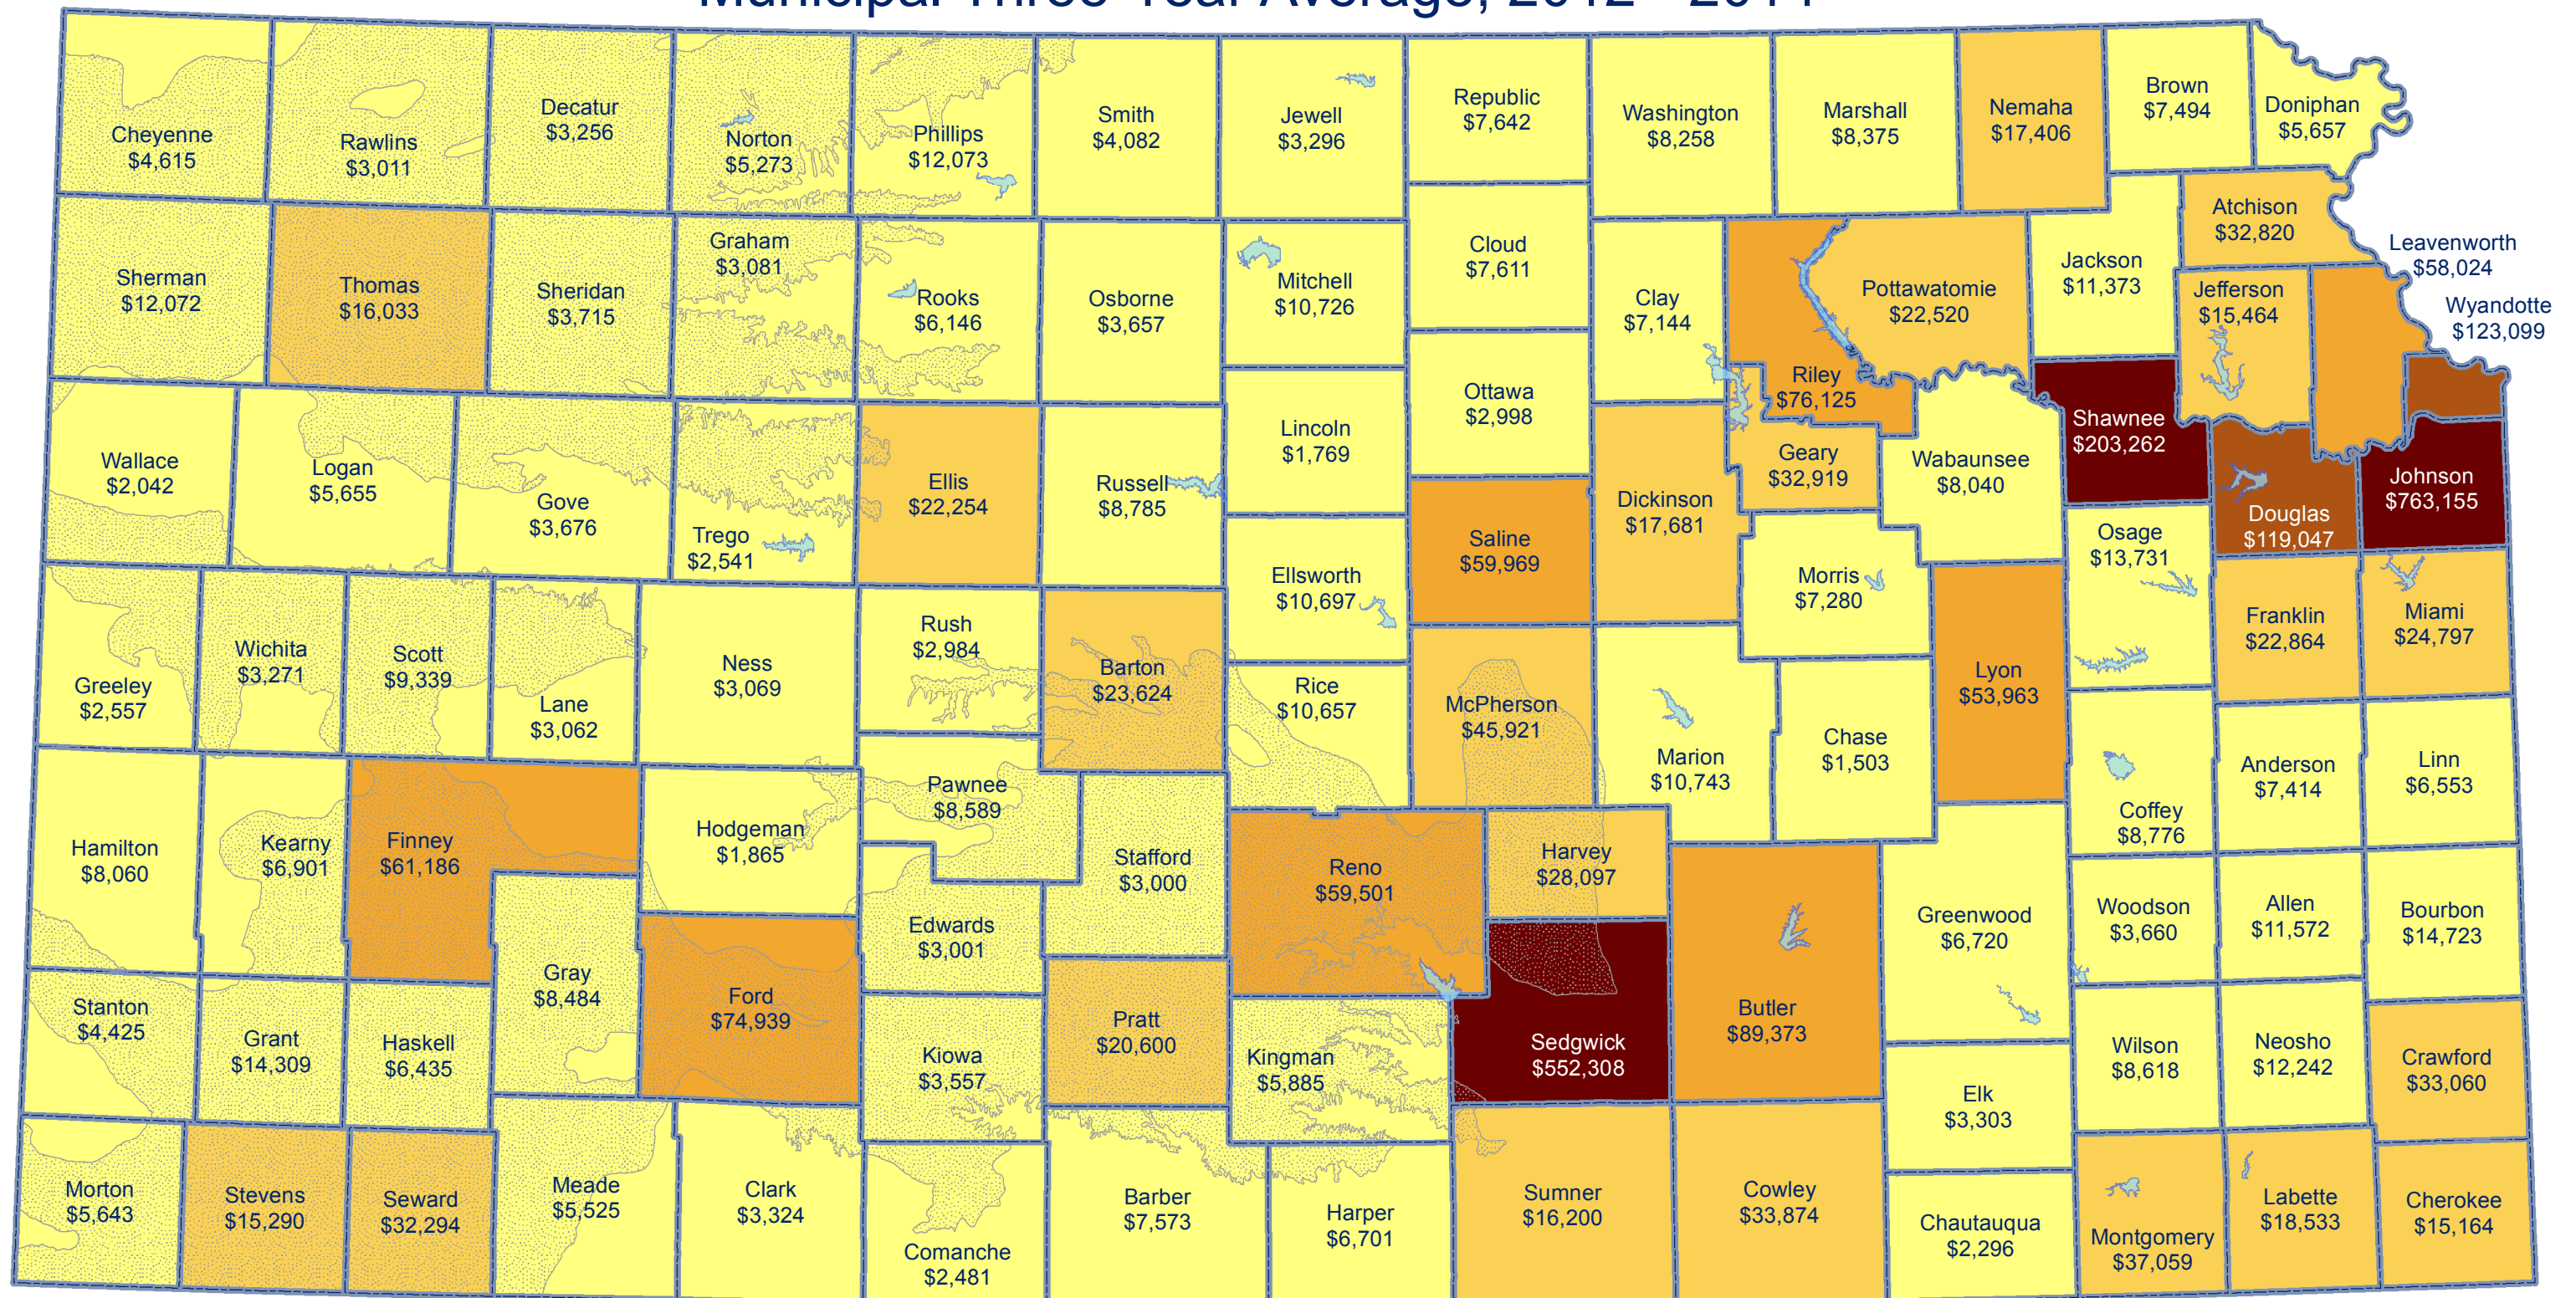 Municipal Three-Year Average, 2012 - 2014
Cheyenne
$4,615
Rawlins
$3,011
Decatur
$3,256
Norton
$5,273
Phillips
$12,073
Smith
$4,082
Jewell
$3,296
Republic
$7,642
Washington
$8,258
Marshall
$8,375
Nemaha
$17,406
Brown
$7,494
Doniphan
$5,657
Sherman
$12,072
Thomas
$16,033
Sheridan
$3,715
Graham
$3,081
Rooks
$6,146
Osborne
$3,657
Mitchell
$10,726
Cloud
$7,611
Clay
$7,144
Riley
$76,125
Pottawatomie
$22,520
Jackson
$11,373
Atchison
$32,820
Jefferson
$15,464
Leavenworth
$58,024
Wyandotte
$123,099
Wallace
$2,042
Logan
$5,655
Gove
$3,676
Trego
$2,541
Ellis
$22,254
Russell
$8,785
Lincoln
$1,769
Ottawa
$2,998
Saline
$59,969
Dickinson
$17,681
Geary
$32,919
Wabaunsee
$8,040
Shawnee
$203,262
Douglas
$119,047
Johnson
$763,155
Greeley
$2,557
Wichita
$3,271
Scott
$9,339
Lane
$3,062
Ness
$3,069
Rush
$2,984
Barton
$23,624
Ellsworth
$10,697
Rice
$10,657
McPherson
$45,921
Marion
$10,743
Morris
$7,280
Chase
$1,503
Lyon
$53,963
Osage
$13,731
Franklin
$22,864
Miami
$24,797
Hamilton
$8,060
Kearny
$6,901
Finney
$61,186
Hodgeman
$1,865
Pawnee
$8,589
Edwards
$3,001
Stafford
$3,000
Reno
$59,501
Harvey
$28,097
Butler
$89,373
Greenwood
$6,720
Coffey
$8,776
Anderson
$7,414
Linn
$6,553
Woodson
$3,660
Allen
$11,572
Bourbon
$14,723
Stanton
$4,425
Grant
$14,309
Haskell
$6,435
Gray
$8,484
Ford
$74,939
Kiowa
$3,557
Pratt
$20,600
Kingman
$5,885
Sedgwick
$552,308
Elk
$3,303
Wilson
$8,618
Neosho
$12,242
Crawford
$33,060
Morton
$5,643
Stevens
$15,290
Seward
$32,294
Meade
$5,525
Clark
$3,324
Comanche
$2,481
Barber
$7,573
Harper
$6,701
Sumner
$16,200
Cowley
$33,874
Chautauqua
$2,296
Montgomery
$37,059
Labette
$18,533
Cherokee
$15,164